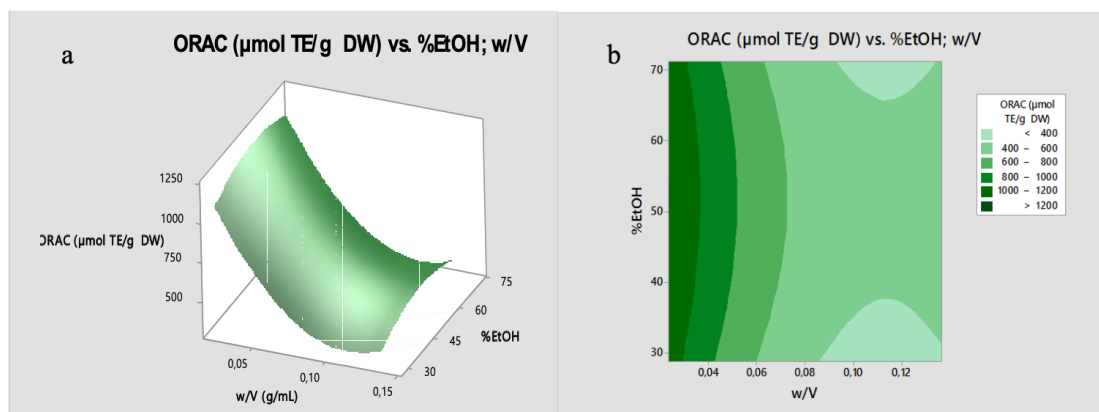 a
ORAC (µmol TE/g DW) vs. %EtOH; w/V
1250
1000
ORAC (µmol TE/g DW)
750
500
0,05
0,10
0,15
w/V (g/mL)
30
45
60
75
%EtOH
b
ORAC (µmol TE/g DW) vs. %EtOH; w/V
70
60
50
40
30
%EtOH
0,04
0,06
0,08
0,10
0,12
w/V
ORAC (µmol
TE/g DW)
< 400
400 – 600
600 – 800
800 – 1000
1000 – 1200
> 1200